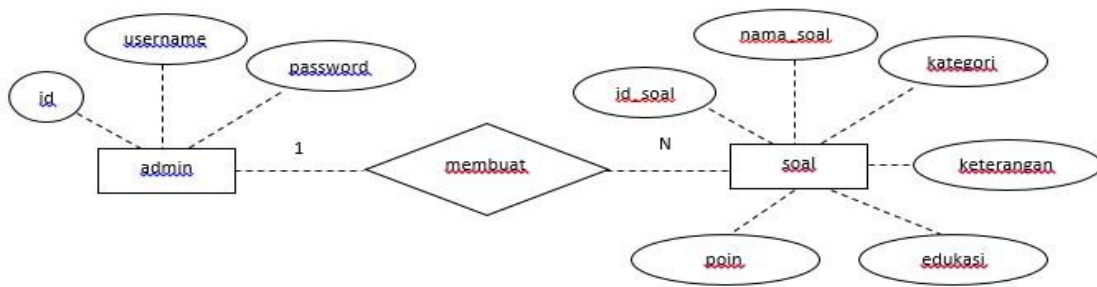 username
nama_soal
password
kategori
id
id_soal
admin
1
membuat
N
soal
keterangan
poin
edukasi